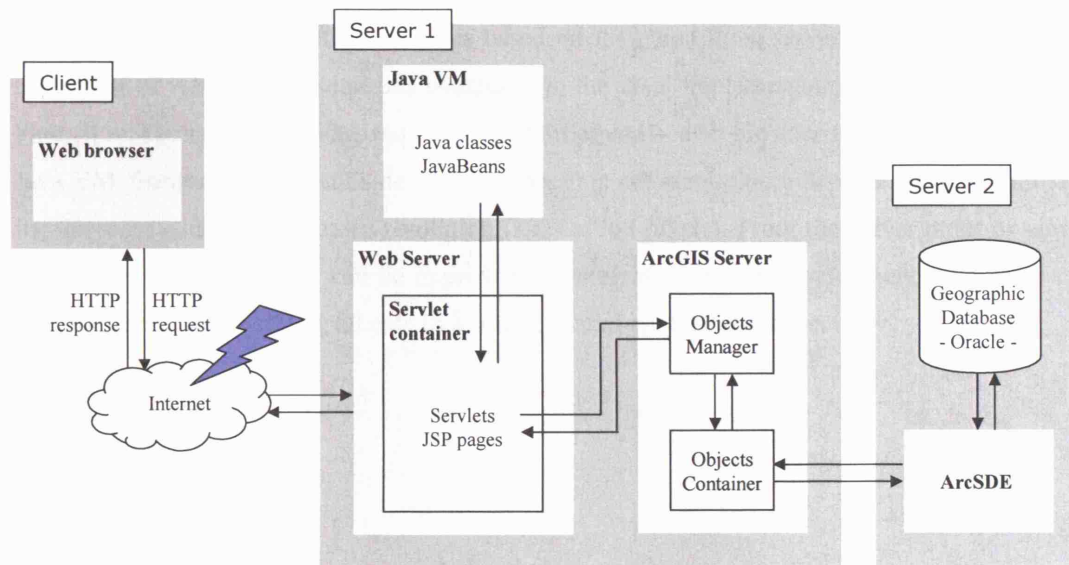 Client
Web browser
HTTP
response
HTTP
request
Internet
Server 1
Java VM
Java classes
JavaBeans
Web Server
Servlet
container
Servlets
JSP pages
ArcGIS Server
Objects
Manager
Objects
Container
Server 2
Geographic
Database
- Oracle -
ArcSDE